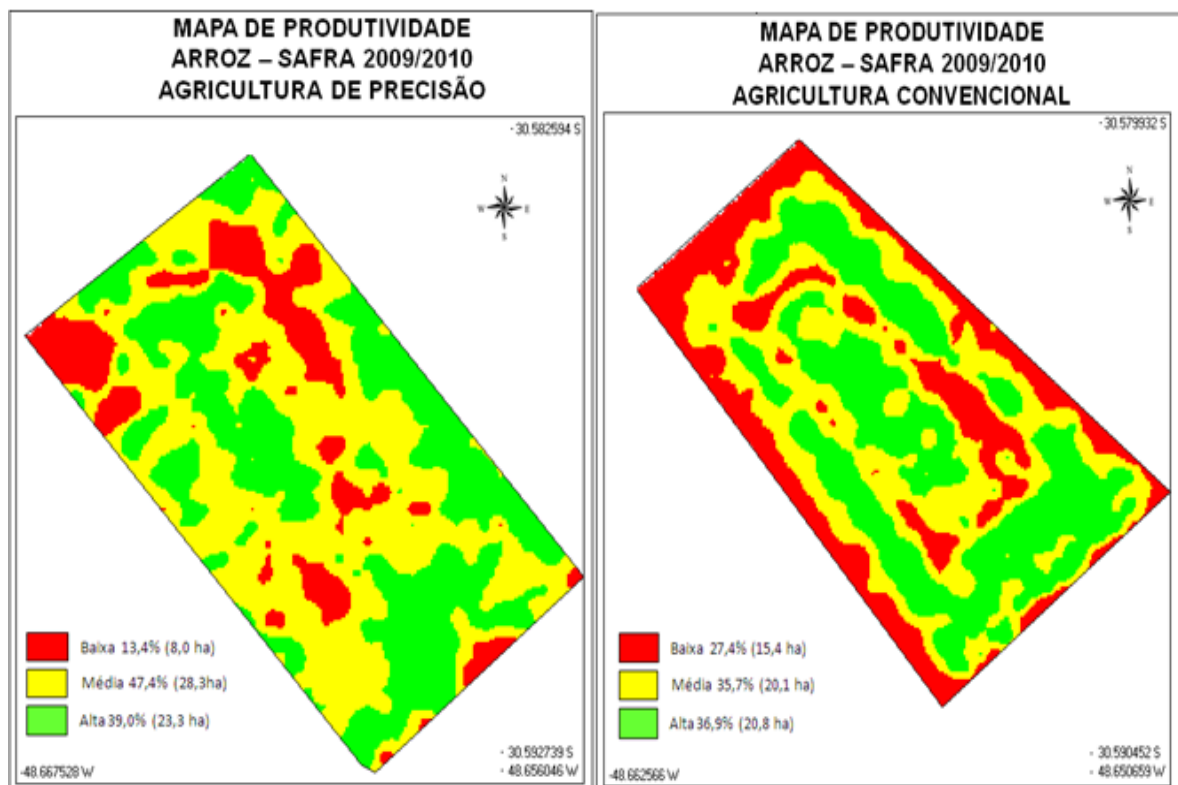 MAPA DE PRODUTIVIDADE
ARROZ – SAFRA 2009/2010
AGRICULTURA DE PRECISÃO
- 30.582594 S
N
W E
S
Baixa 13,4% (8,0 ha)
Média 47,4% (28,3ha)
Alta 39,0% (23,3 ha)
-48.667528 W
- 30.592739 S
- 48.656046 W
MAPA DE PRODUTIVIDADE
ARROZ – SAFRA 2009/2010
AGRICULTURA CONVENCIONAL
- 30.579932 S
N
W E
S
Baixa 27,4% (15,4 ha)
Média 35,7% (20,1 ha)
Alta 36,9% (20,8 ha)
-48.662566 W
- 30.590452 S
- 48.650659 W